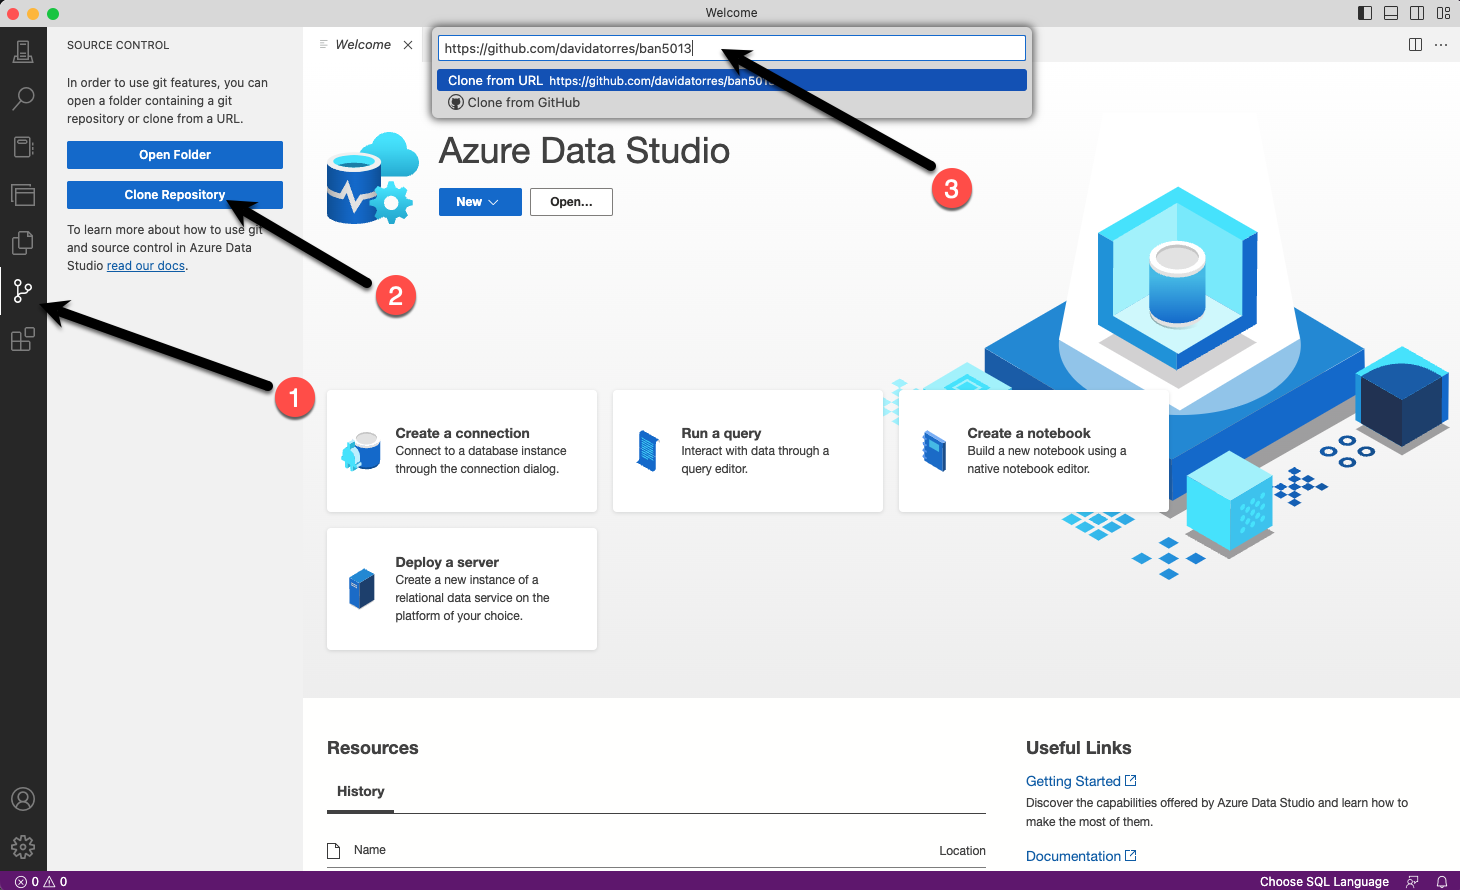 Welcome
SOURCE CONTROL
In order to use git features, you can
open a folder containing a git
repository or clone from a URL.
Open Folder
Clone Repository
To learn more about how to use git
and source control in Azure Data
Studio read our docs.
Welcome
https://github.com/davidatorres/ban5013
Clone from URL https://github.com/davidatorres/ban501
Clone from GitHub
Azure Data Studio
New
Open...
1
2
3
Create a connection
Connect to a database instance
through the connection dialog.
Run a query
Interact with data through a
query editor.
Create a notebook
Build a new notebook using a
native notebook editor.
Deploy a server
Create a new instance of a
relational data service on the
platform of your choice.
Resources
History
Name
Location
Useful Links
Getting Started
Discover the capabilities offered by Azure Data Studio and learn how to
make the most of them.
Documentation
0 0
Choose SQL Language